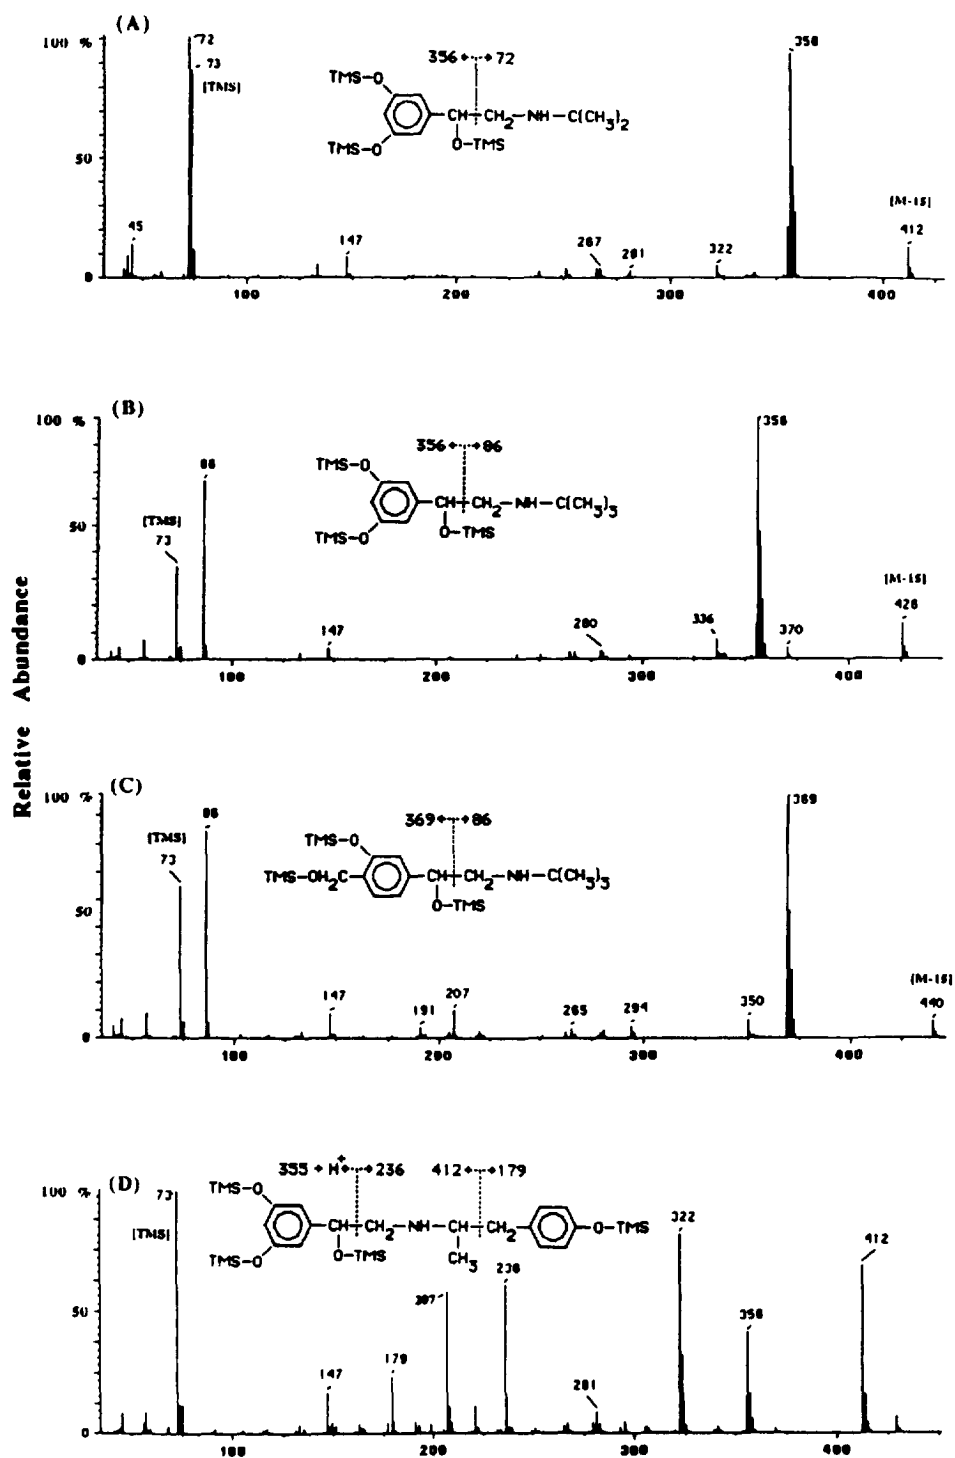 (A)
100 %
72
73
[TMS]
356 72
358
TMS-O
CH-CH2-NH-C(CH3)2
O-TMS
TMS-O
50
[M-15]
412
45
147
267
281
322
0
100 200 300 400
(B)
100 %
356
356 86
86
TMS-O
CH-CH2-NH-C(CH3)3
O-TMS
TMS-O
[TMS]
73
50
[M-15]
426
147
280
336
370
0
100 200 300 400
Relative Abundance
(C)
100 %
369
86
369 86
[TMS]
73
TMS-O
TMS-OH2C
CH-CH2-NH-C(CH3)3
O-TMS
50
[M-15]
440
147
191
207
265
294
350
0
100 200 300 400
(D)
355 + H+ 236 412 179
100 %
73
[TMS]
TMS-O
CH-CH2-NH-CH-CH2 O-TMS
TMS-O
O-TMS
CH3
322
412
236
50
356
179
147
281
0
100 200 300 400